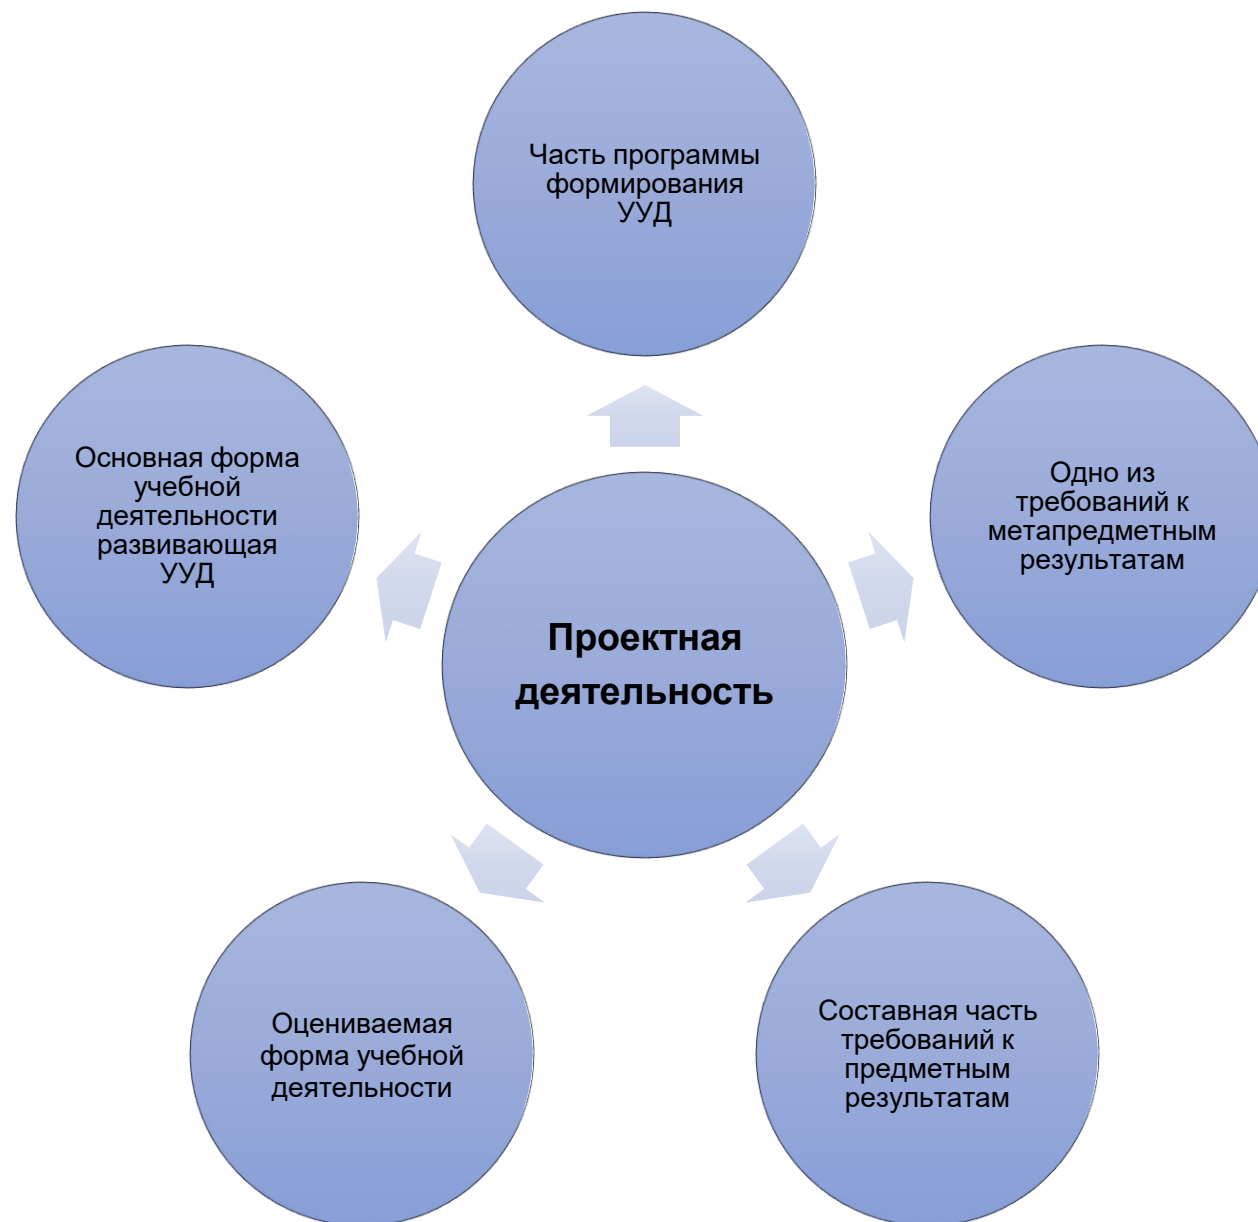 Часть программы
формирования
УУД
Основная форма
учебной
деятельности
развивающая
УУД
Одно из
требований к
метапредметным
результатам
Проектная
деятельность
Оцениваемая
форма учебной
деятельности
Составная часть
требований к
предметным
результатам